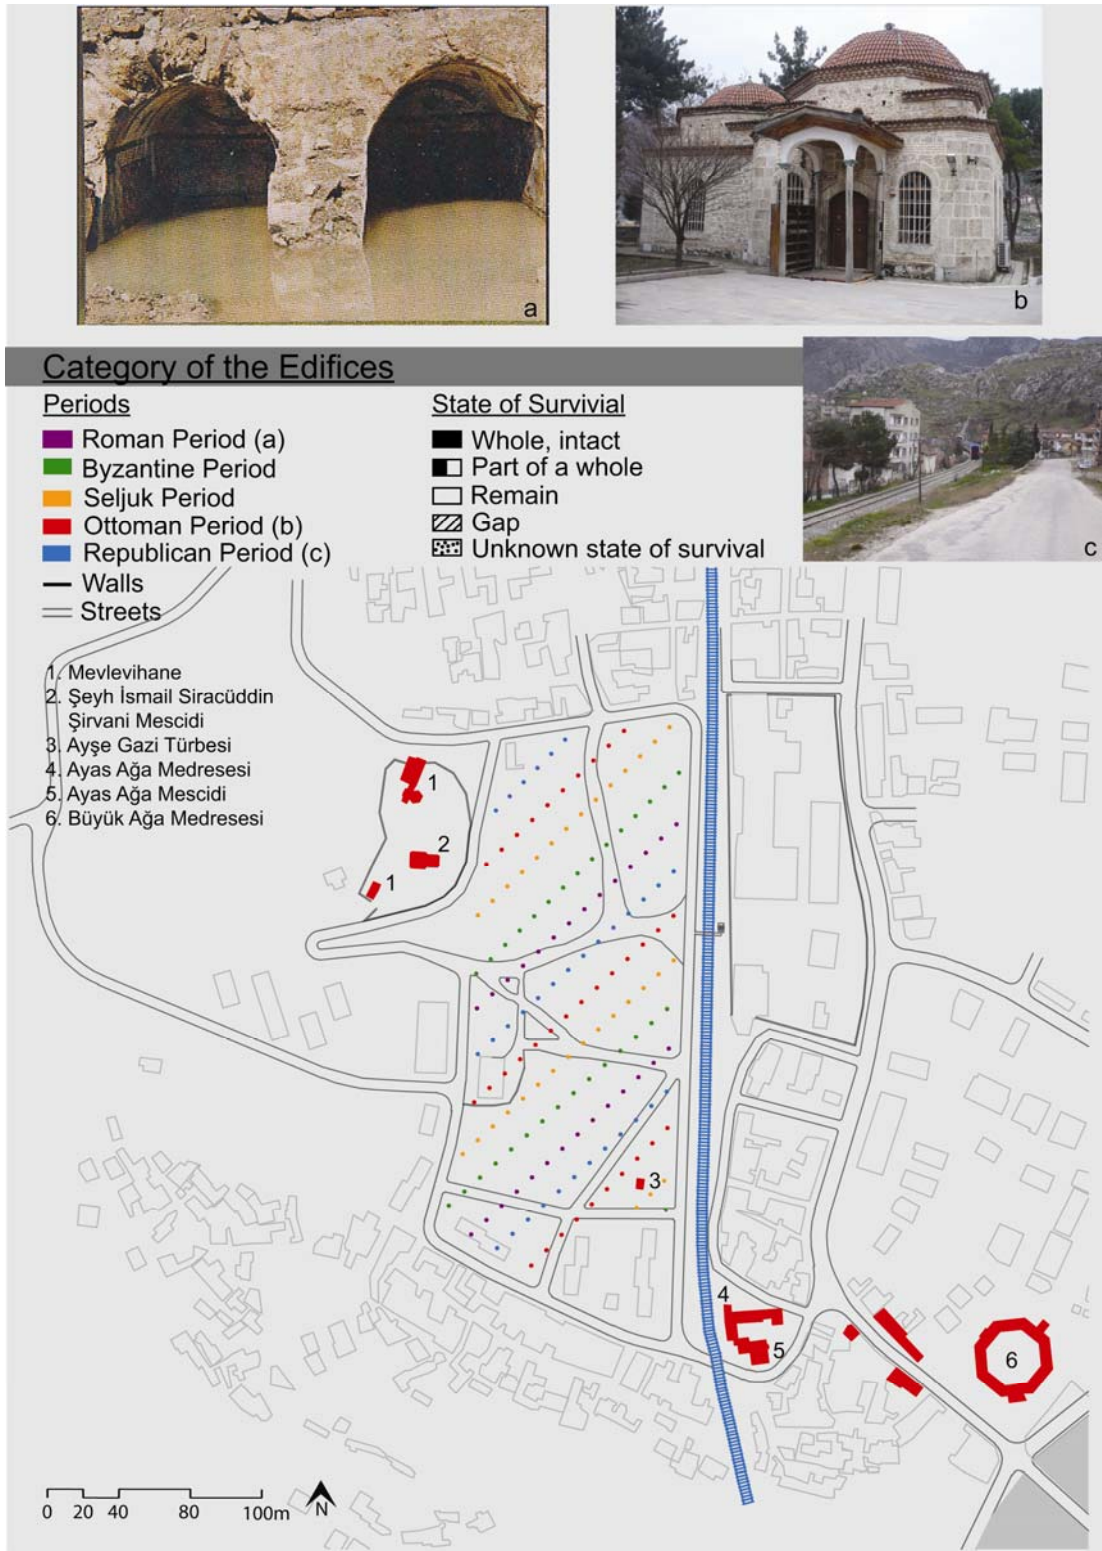 a
b
Category of the Edifices
Periods
Roman Period (a)
Byzantine Period
Seljuk Period
Ottoman Period (b)
Republican Period (c)
Walls
Streets
State of Survivial
Whole, intact
Part of a whole
Remain
Gap
Unknown state of survival
c
1. Mevlevihane
2. Şeyh İsmail Siracüddin
Şirvani Mescidi
3. Ayşe Gazi Türbesi
4. Ayas Ağa Medresesi
5. Ayas Ağa Mescidi
6. Büyük Ağa Medresesi
1
2
1
3
4
5
6
0 20 40 80 100m
N